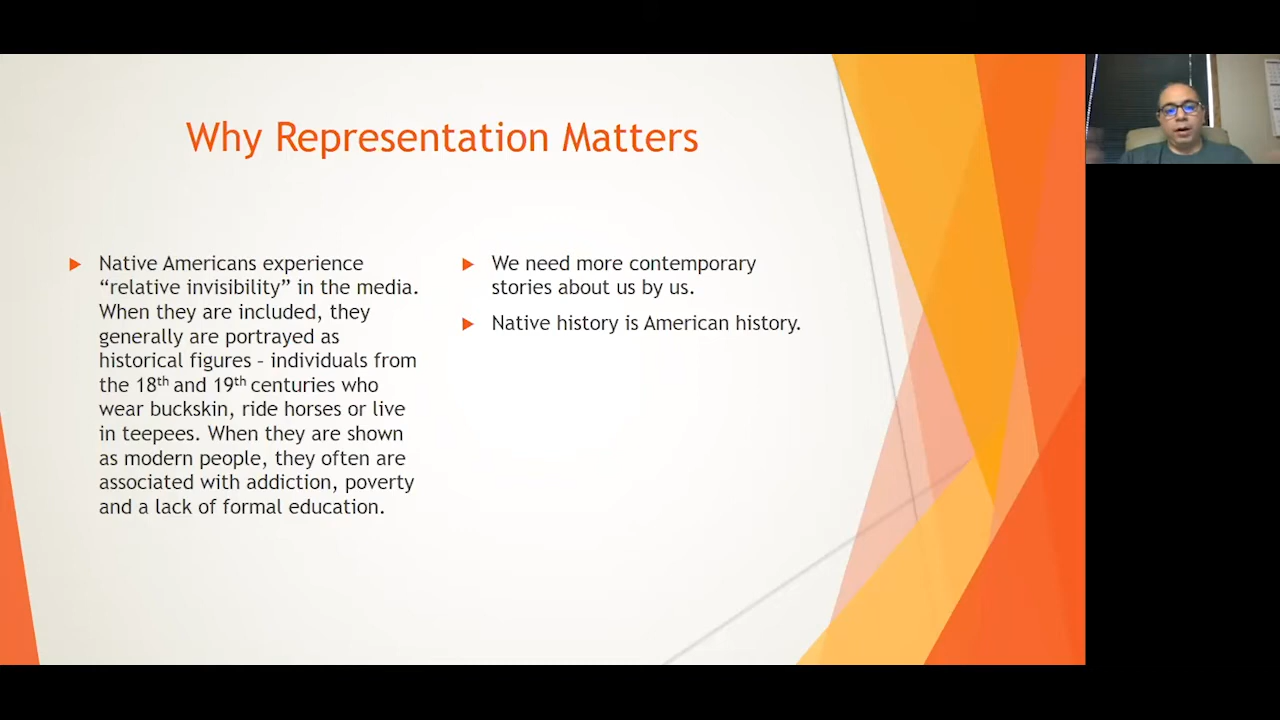 Why Representation Matters
Native Americans experience
“relative invisibility” in the media.
When they are included, they
generally are portrayed as
historical figures – individuals from
the 18th and 19th centuries who
wear buckskin, ride horses or live
in teepees. When they are shown
as modern people, they often are
associated with addiction, poverty
and a lack of formal education.
We need more contemporary
stories about us by us.
Native history is American history.